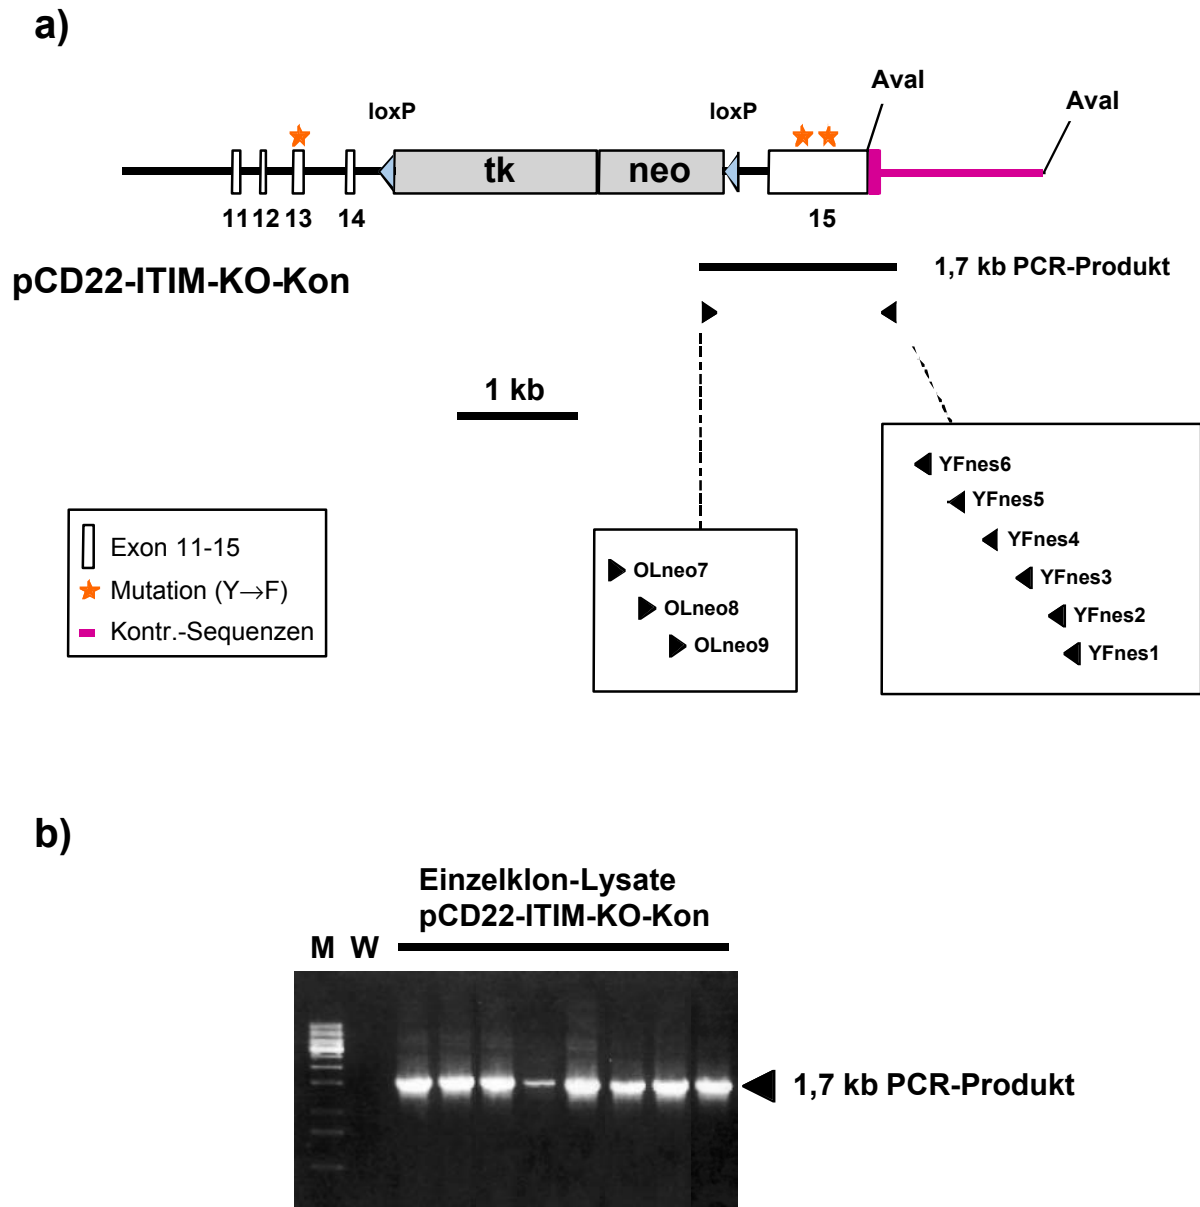 a)
AvaI
AvaI
loxP
loxP
tk
neo
11 12 13 14
15
pCD22-ITIM-KO-Kon
1,7 kb PCR-Produkt
1 kb
Exon 11-15
Mutation (Y→F)
Kontr.-Sequenzen
OLneo7
OLneo8
OLneo9
YFnes6
YFnes5
YFnes4
YFnes3
YFnes2
YFnes1
b)
Einzelklon-Lysate
pCD22-ITIM-KO-Kon
M W
1,7 kb PCR-Produkt